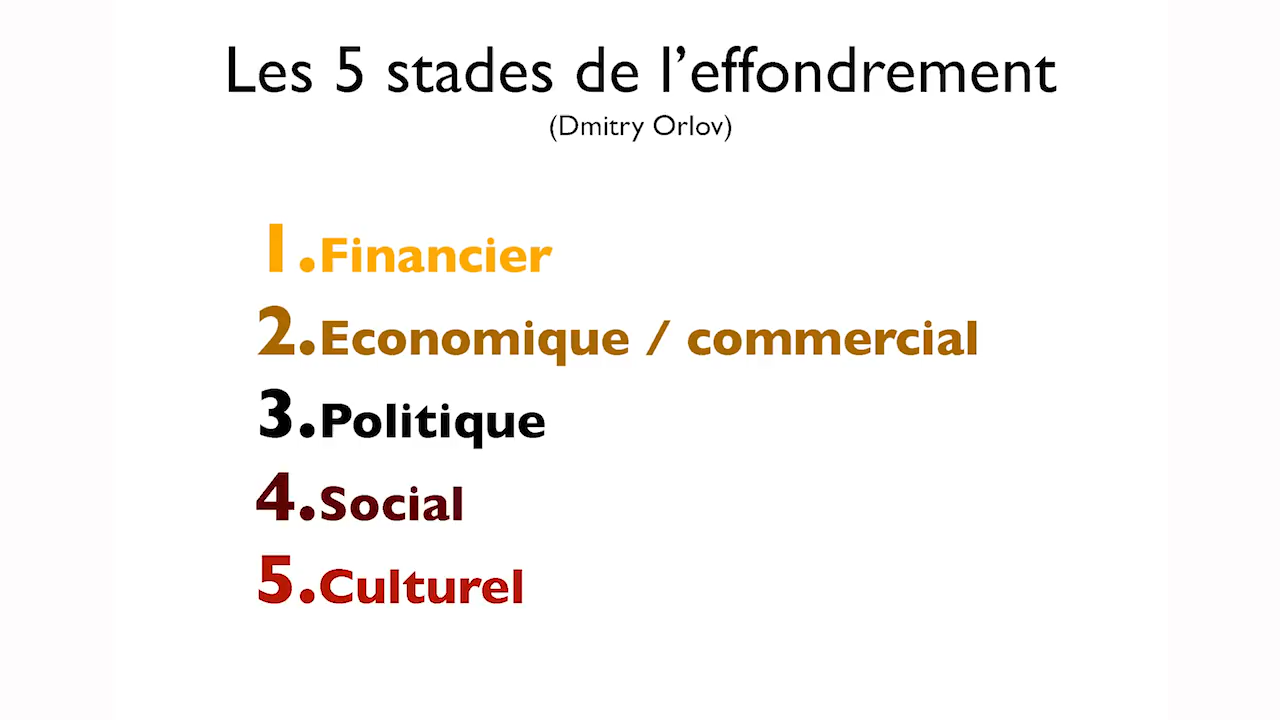 Les 5 stades de l’effondrement
(Dmitry Orlov)
1.Financier
2.Economique / commercial
3.Politique
4.Social
5.Culturel